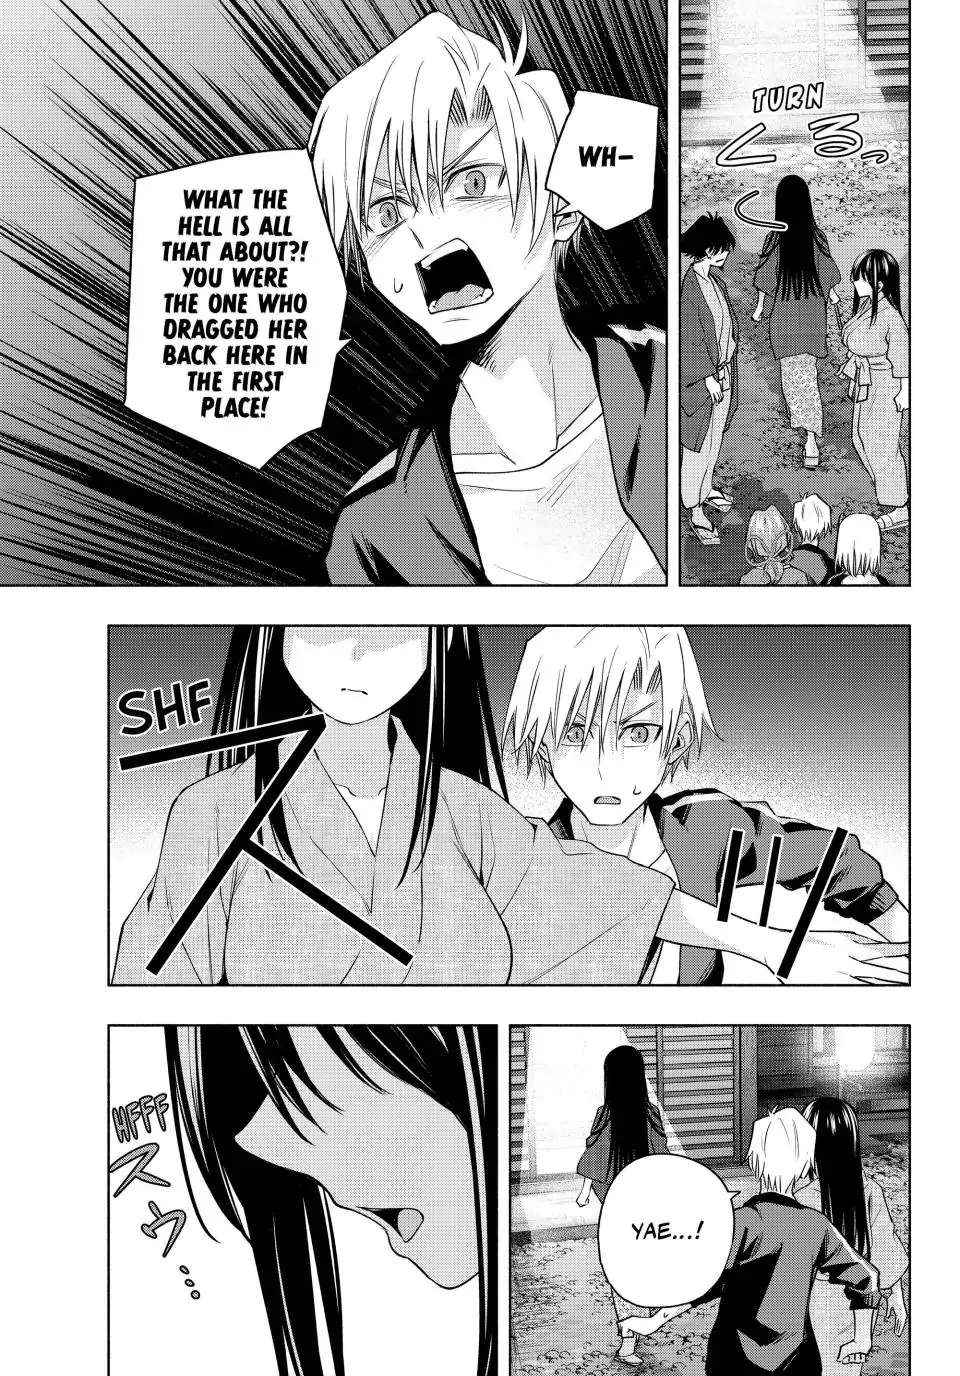 TURN
くるっ
WH-
WHAT THE
HELL IS ALL
THAT ABOUT?!
YOU WERE
THE ONE WHO
DRAGGED HER
BACK HERE IN
THE FIRST
PLACE!
SHF
ス
YAE...!
HFFF
スゥ...